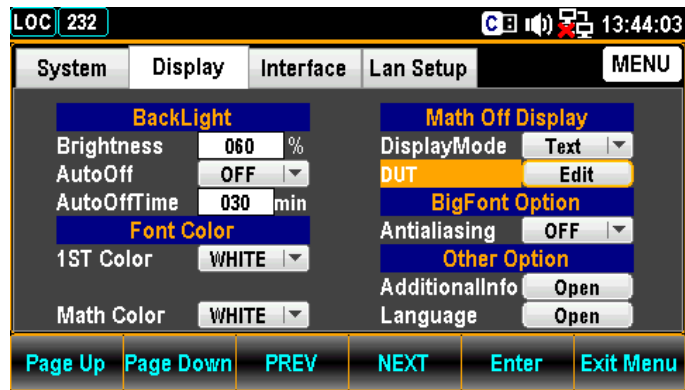 LOC 232 C 13:44:03
System Display Interface Lan Setup MENU
BackLight
Brightness 060 %
AutoOff OFF
AutoOffTime 030 min
Font Color
1ST Color WHITE
Math Color WHITE
Math Off Display
DisplayMode Text
DUT Edit
BigFont Option
Antialiasing OFF
Other Option
AdditionalInfo Open
Language Open
Page Up Page Down PREV NEXT Enter Exit Menu